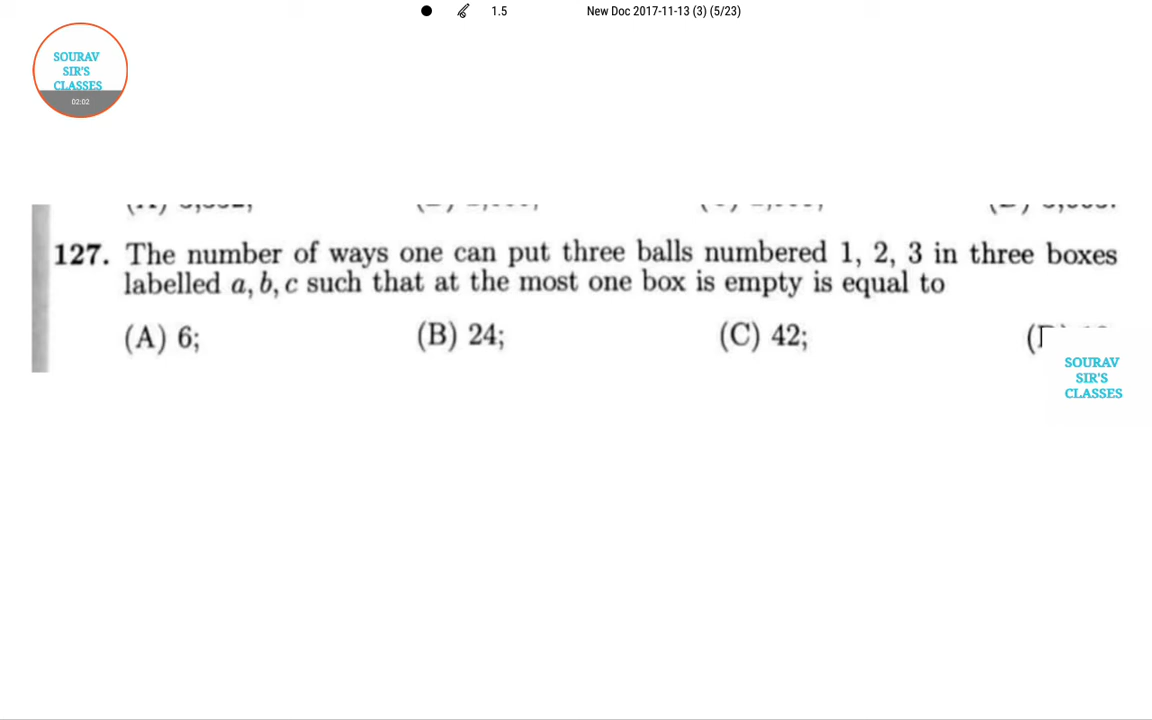 1.5 New Doc 2017-11-13 (3) (5/23)
SOURAV
SIR'S
CLASSES
02:02
127. The number of ways one can put three balls numbered 1, 2, 3 in three boxes
labelled a, b, c such that at the most one box is empty is equal to
(A) 6; (B) 24; (C) 42;
SOURAV
SIR'S
CLASSES